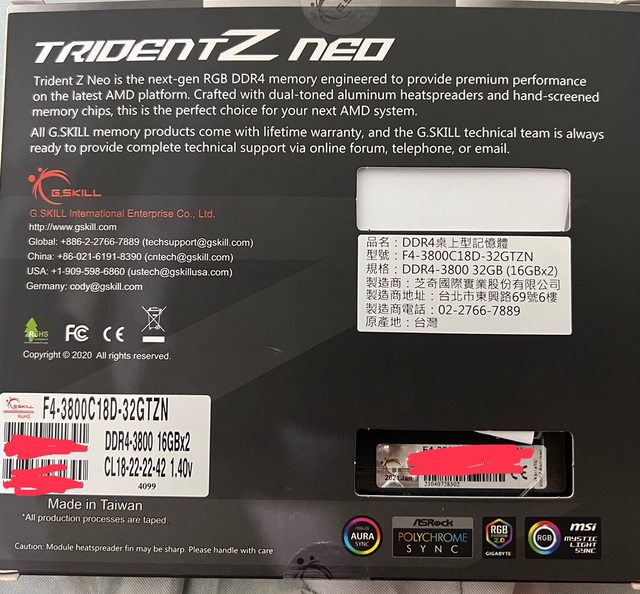 G.SKILL
TRIDENTZ NEO
Trident Z Neo is the next-gen RGB DDR4 memory engineered to provide premium performance
on the latest AMD platform. Crafted with dual-toned aluminum heatspreaders and hand-screened
memory chips, this is the perfect choice for your next AMD system.
All G.SKILL memory products come with lifetime warranty, and the G.SKILL technical team is always
ready to provide complete technical support via online forum, telephone, or email.
G.SKILL
G.SKILL International Enterprise Co., Ltd.
http://www.gskill.com
Global: +886-2-2766-7889 (techsupport@gskill.com)
China: +86-021-6191-8390 (cntech@gskill.com)
USA: +1-909-598-6860 (ustech@gskillusa.com)
Germany: cody@gskill.com
RoHS
FC CE
Copyright © 2020 All rights reserved.
品名：DDR4桌上型記憶體
型號：F4-3800C18D-32GTZN
規格：DDR4-3800 32GB (16GBx2)
製造商：芝奇國際實業股份有限公司
製造商地址：台北市東興路69號6樓
製造商電話：02-2766-7889
原產地：台灣
G.SKILL
RoHS
F4-3800C18D-32GTZN
DDR4-3800 16GBx2
CL18-22-22-42 1.40v
4099
2021 Jan
21040728502
Made in Taiwan
*All production processes are taped.
Caution: Module heatspreader fin may be sharp. Please handle with care.
AURA
SYNC
ASRock
POLYCHROME
SYNC
RGB
FUSION
2.0
GIGABYTE
RGB
msi
MYSTIC
LIGHT
SYNC